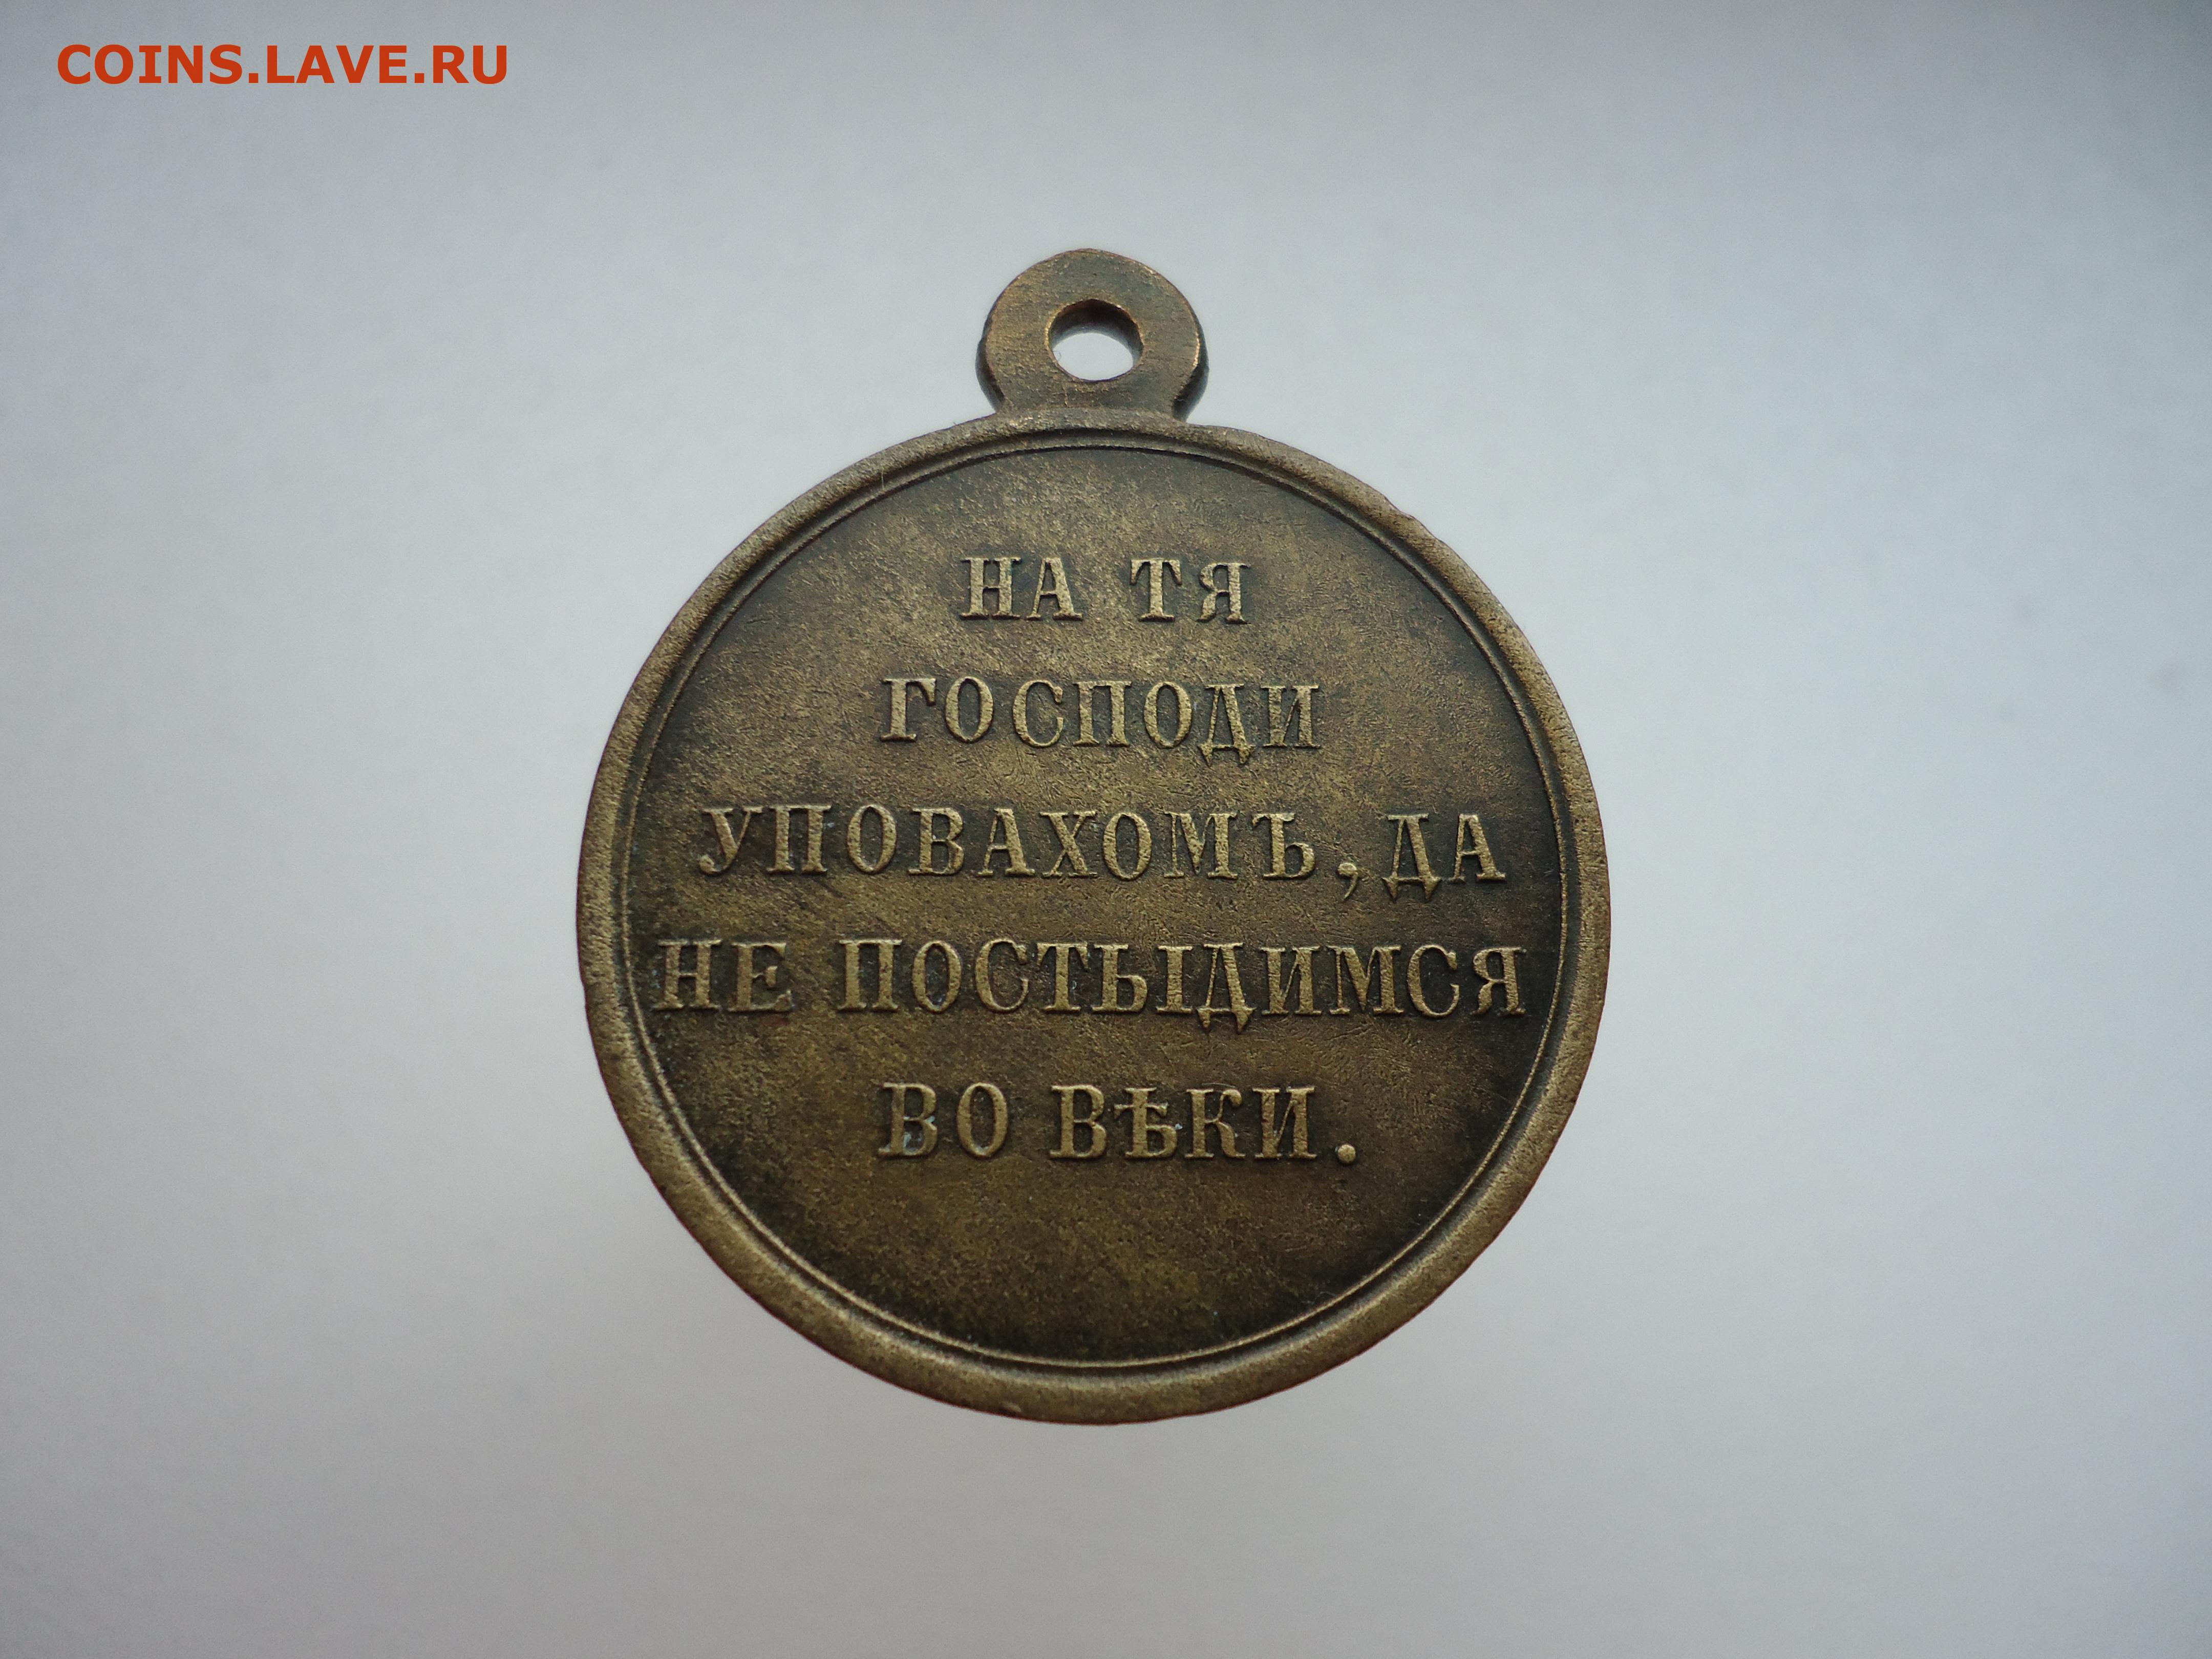 COINS.LAVE.RU
НА ТЯ
ГОСПОДИ
УПОВАХОМЪ, ДА
НЕ ПОСТЫДИМСЯ
ВО ВѢКИ.